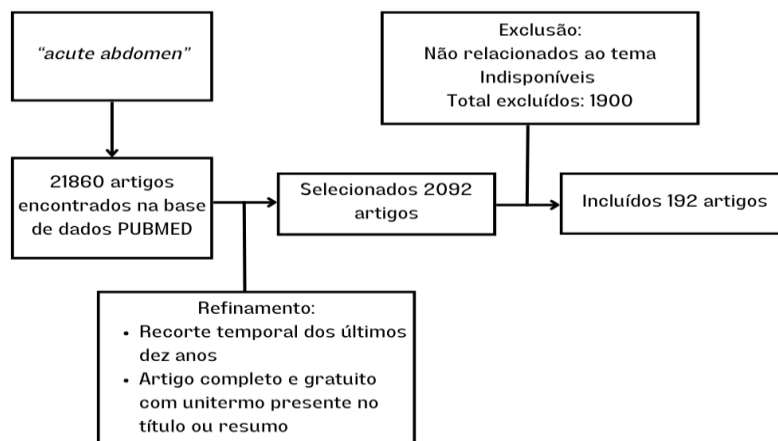 “acute abdomen”
21860 artigos
encontrados na base
de dados PUBMED
Refinamento:
• Recorte temporal dos últimos
dez anos
• Artigo completo e gratuito
com unitermo presente no
título ou resumo
Selecionados 2092
artigos
Exclusão:
Não relacionados ao tema
Indisponíveis
Total excluídos: 1900
Incluídos 192 artigos